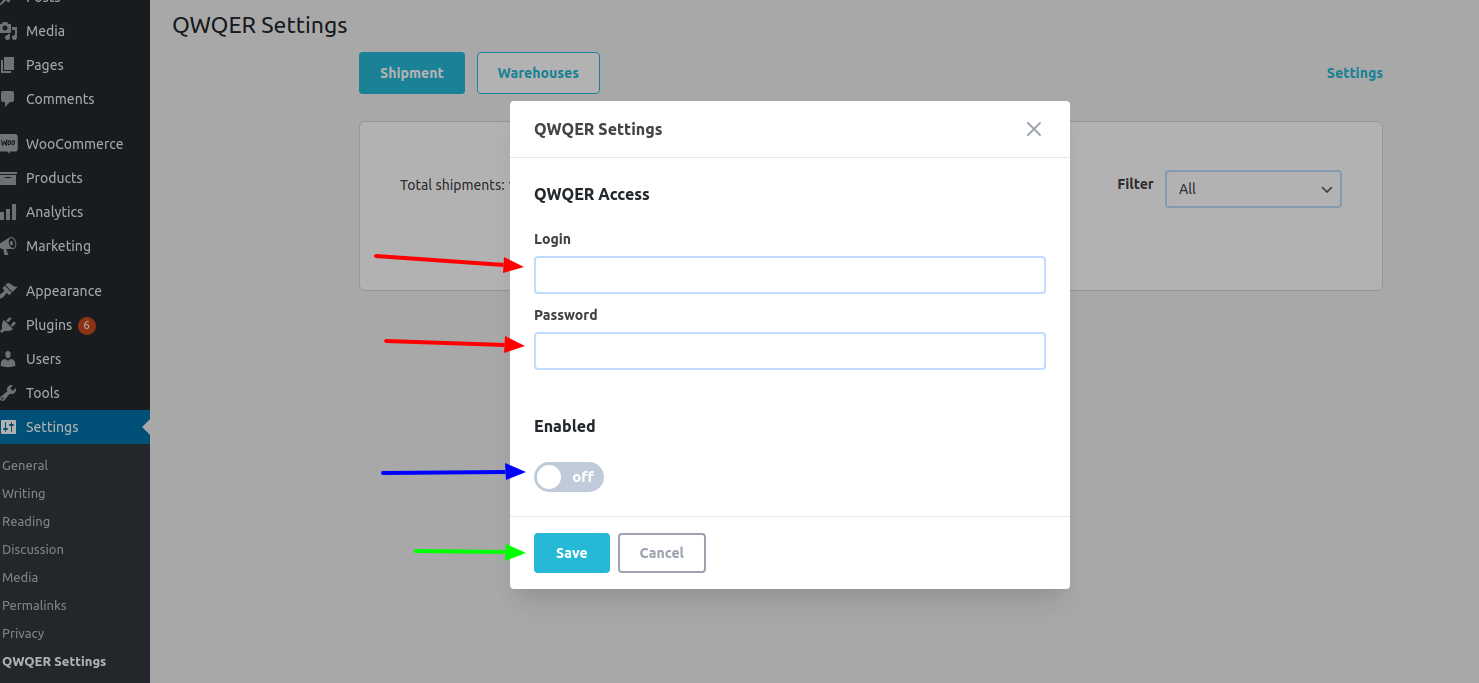 Posts
Media
Pages
Comments
WooCommerce
Products
Analytics
Marketing
Appearance
Plugins 6
Users
Tools
Settings
General
Writing
Reading
Discussion
Media
Permalinks
Privacy
QWQER Settings
QWQER Settings
Shipment Warehouses Settings
Total shipments:
Filter All
QWQER Settings
QWQER Access
Login
Password
Enabled
off
Save Cancel